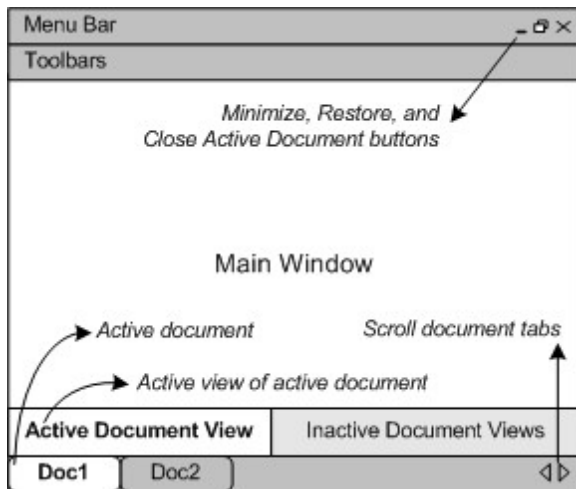 Menu Bar
Toolbars
Minimize, Restore, and
Close Active Document buttons
Main Window
Active document
Scroll document tabs
Active view of active document
Active Document View
Inactive Document Views
Doc1
Doc2